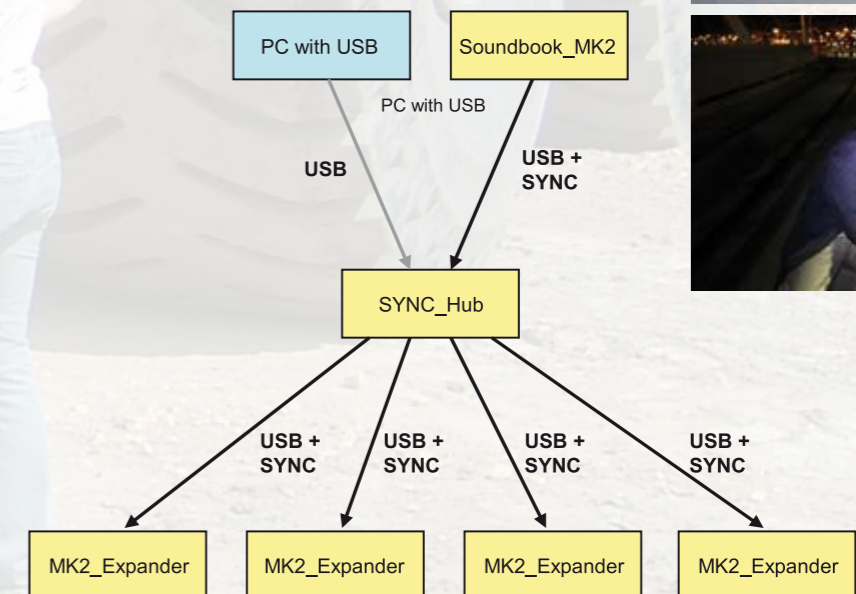 PC with USB
Soundbook_MK2
PC with USB
USB
USB +
SYNC
SYNC_Hub
USB +
SYNC
USB +
SYNC
USB +
SYNC
USB +
SYNC
MK2_Expander
MK2_Expander
MK2_Expander
MK2_Expander